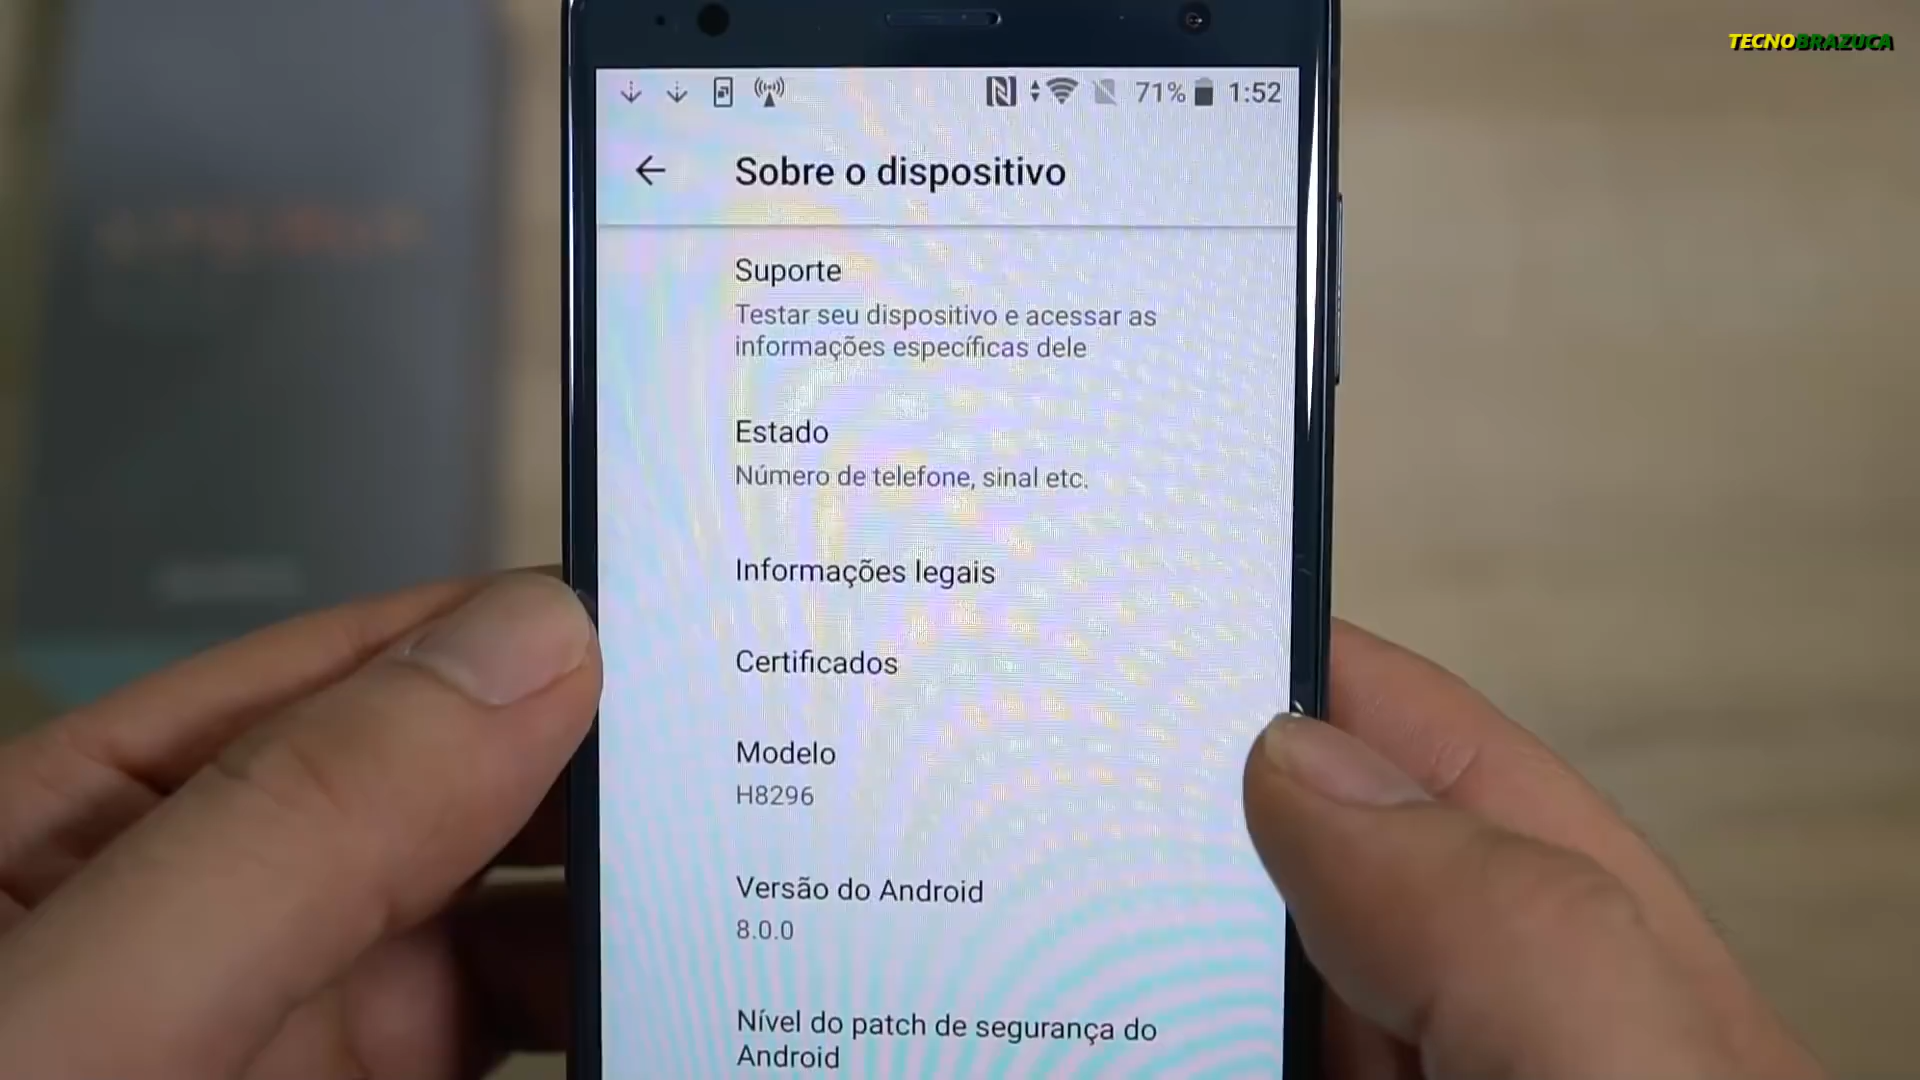 TECNOBRAZUCA
71% 1:52
Sobre o dispositivo
Suporte
Testar seu dispositivo e acessar as
informações específicas dele
Estado
Número de telefone, sinal etc.
Informações legais
Certificados
Modelo
H8296
Versão do Android
8.0.0
Nível do patch de segurança do
Android